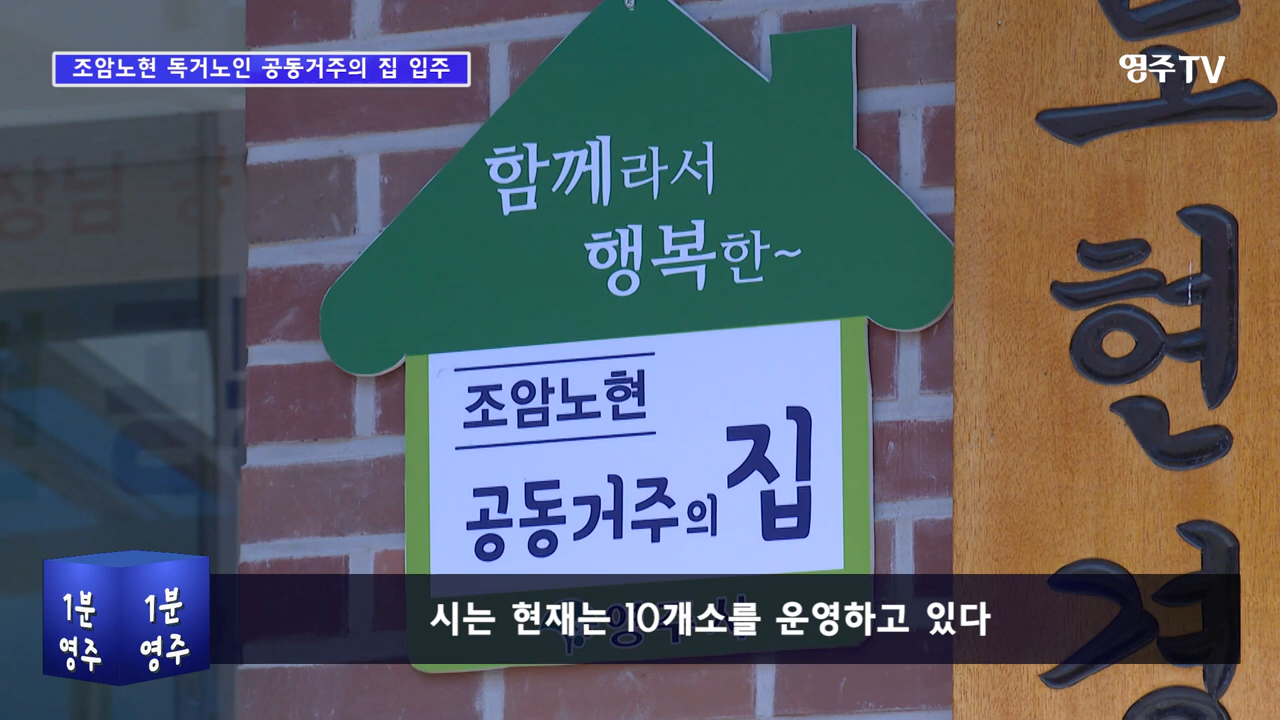 조암노현 독거노인 공동거주의 집 입주
영주TV
함께라서
행복한~
조암노현
공동거주의 집
노현경
1분 영주
1분 영주
시는 현재는 10개소를 운영하고 있다